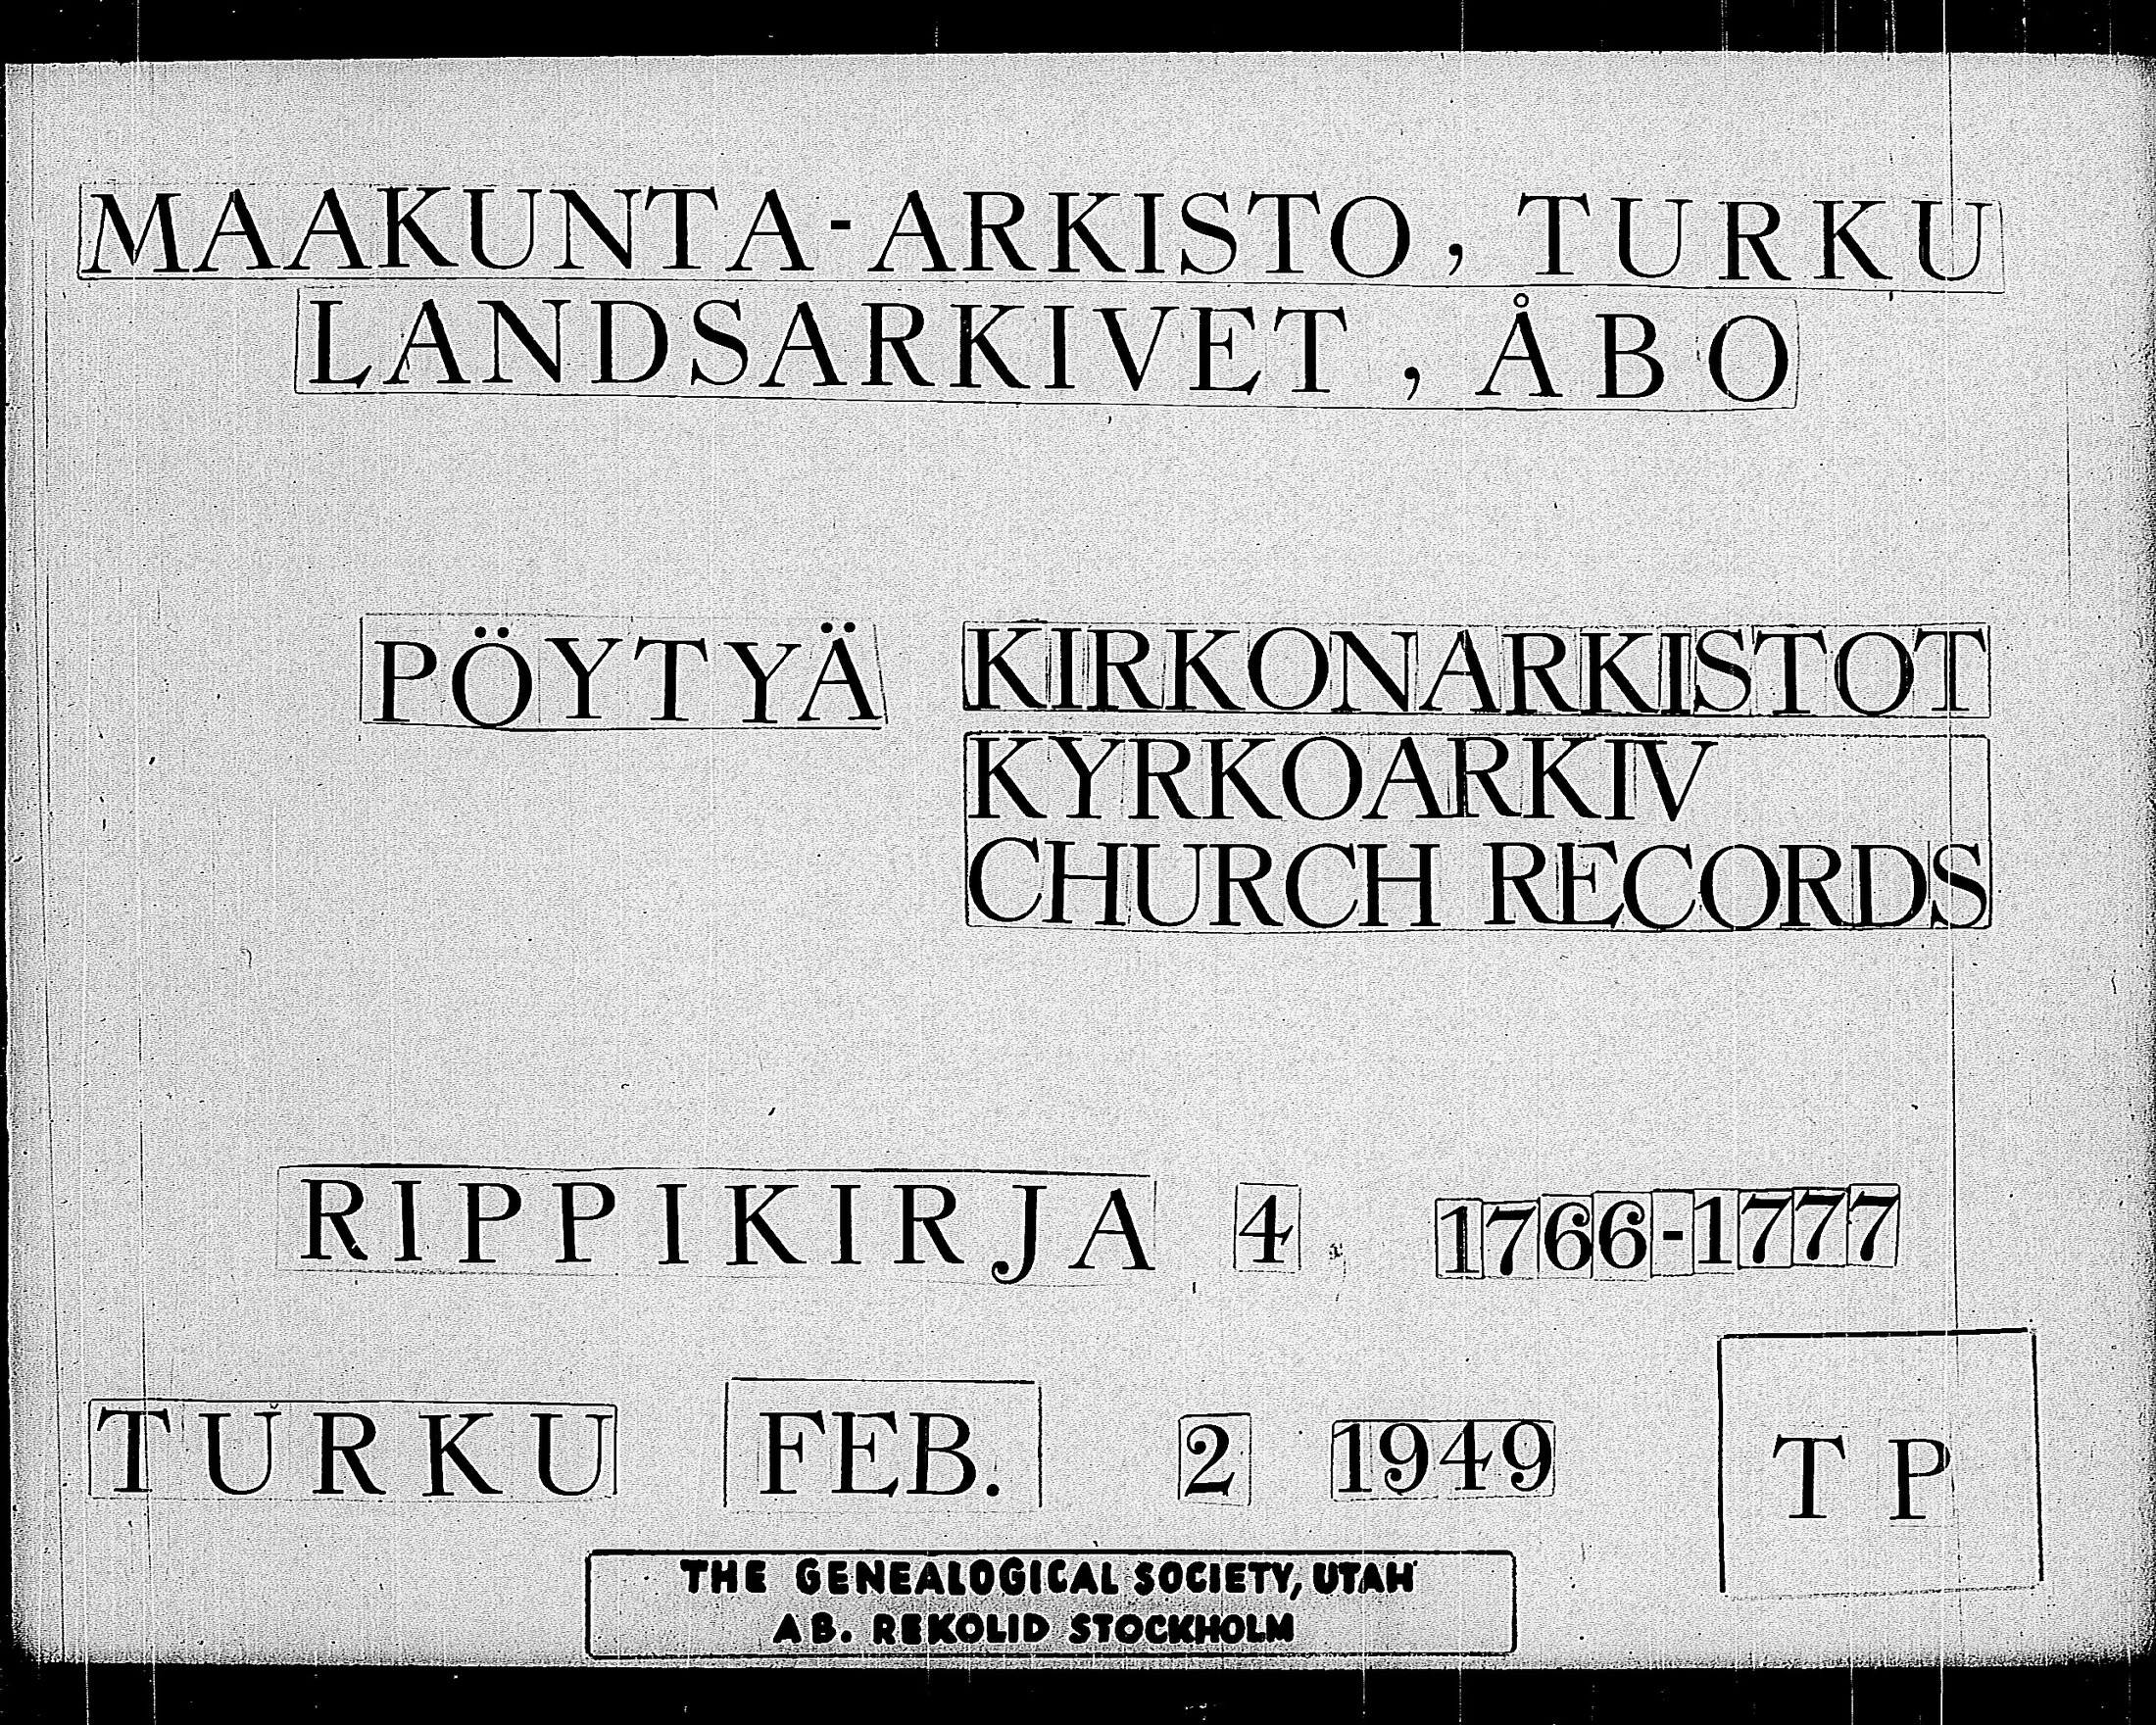 MAAKUNTA-ARKISTO, TURKU
LANDSARKIVET, ÅBO
PÖYTYÄ KIRKONARKISTOT
KYRKOARKIV
CHURCH RECORDS
RIPPIKIRJA 4 1766-1777
TURKU FEB. 2 1949
TP
THE GENEALOGICAL SOCIETY, UTAH
AB. REKOLID STOCKHOLM